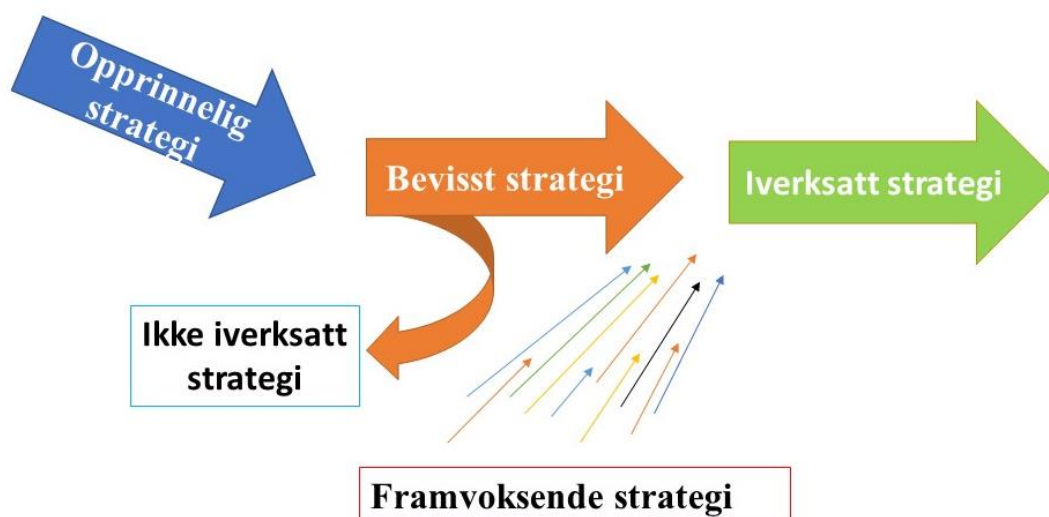 Opprinnelig
strategi
Bevisst strategi
Iverksatt strategi
Ikke iverksatt
strategi
Framvoksende strategi